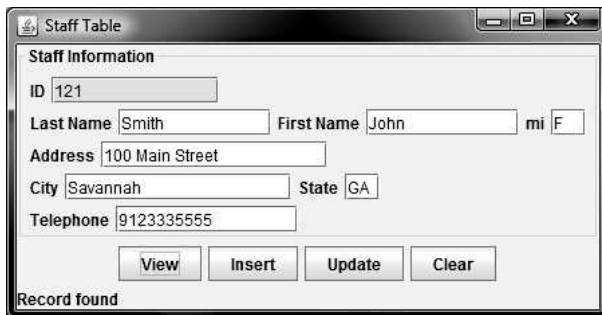 Staff Table
Staff Information
ID 121
Last Name Smith First Name John mi F
Address 100 Main Street
City Savannah State GA
Telephone 9123335555
View Insert Update Clear
Record found